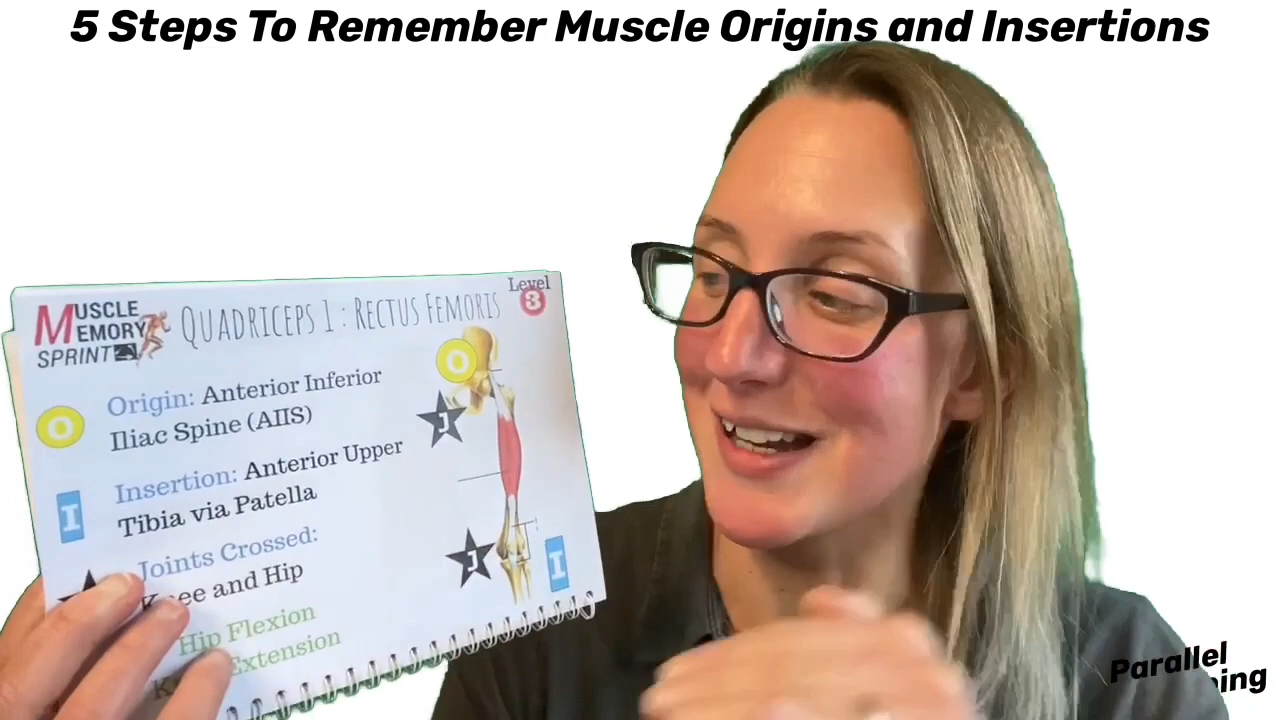 5 Steps To Remember Muscle Origins and Insertions
MUSCLE
MEMORY
SPRINT
QUADRICEPS 1 : RECTUS FEMORIS
Level
3
O
Origin: Anterior Inferior
Iliac Spine (AIIS)
O
J
I
Insertion: Anterior Upper
Tibia via Patella
J
I
Joints Crossed:
and Hip
Hip Flexion
Extension
Parallel